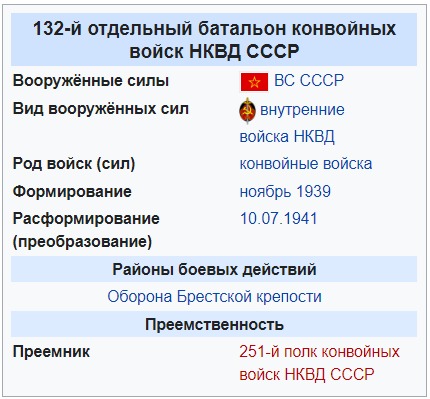 132-й отдельный батальон конвойных
войск НКВД СССР
Вооружённые силы
ВС СССР
Вид вооружённых сил
внутренние
войска НКВД
Род войск (сил)
конвойные войска
Формирование
ноябрь 1939
Расформирование
(преобразование)
10.07.1941
Районы боевых действий
Оборона Брестской крепости
Преемственность
Преемник
251-й полк конвойных
войск НКВД СССР